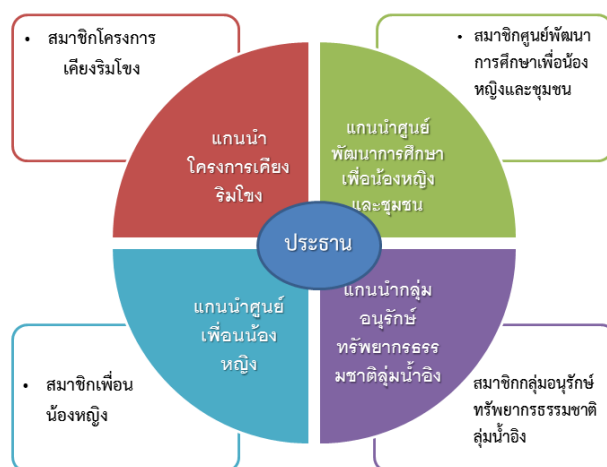 • สมาชิกโครงการ
เคียงริมโขง
• สมาชิกศูนย์พัฒนา
การศึกษาเพื่อน้อง
หญิงและชุมชน
แกนนำ
โครงการเคียง
ริมโขง
แกนนำศูนย์
พัฒนาการศึกษา
เพื่อน้องหญิง
และชุมชน
ประธาน
แกนนำศูนย์
เพื่อนน้อง
หญิง
แกนนำกลุ่ม
อนุรักษ์
ทรัพยากรธรร
มชาติลุ่มน้ำอิง
• สมาชิกเพื่อน
น้องหญิง
สมาชิกกลุ่มอนุรักษ์
ทรัพยากรธรรมชาติ
ลุ่มน้ำอิง